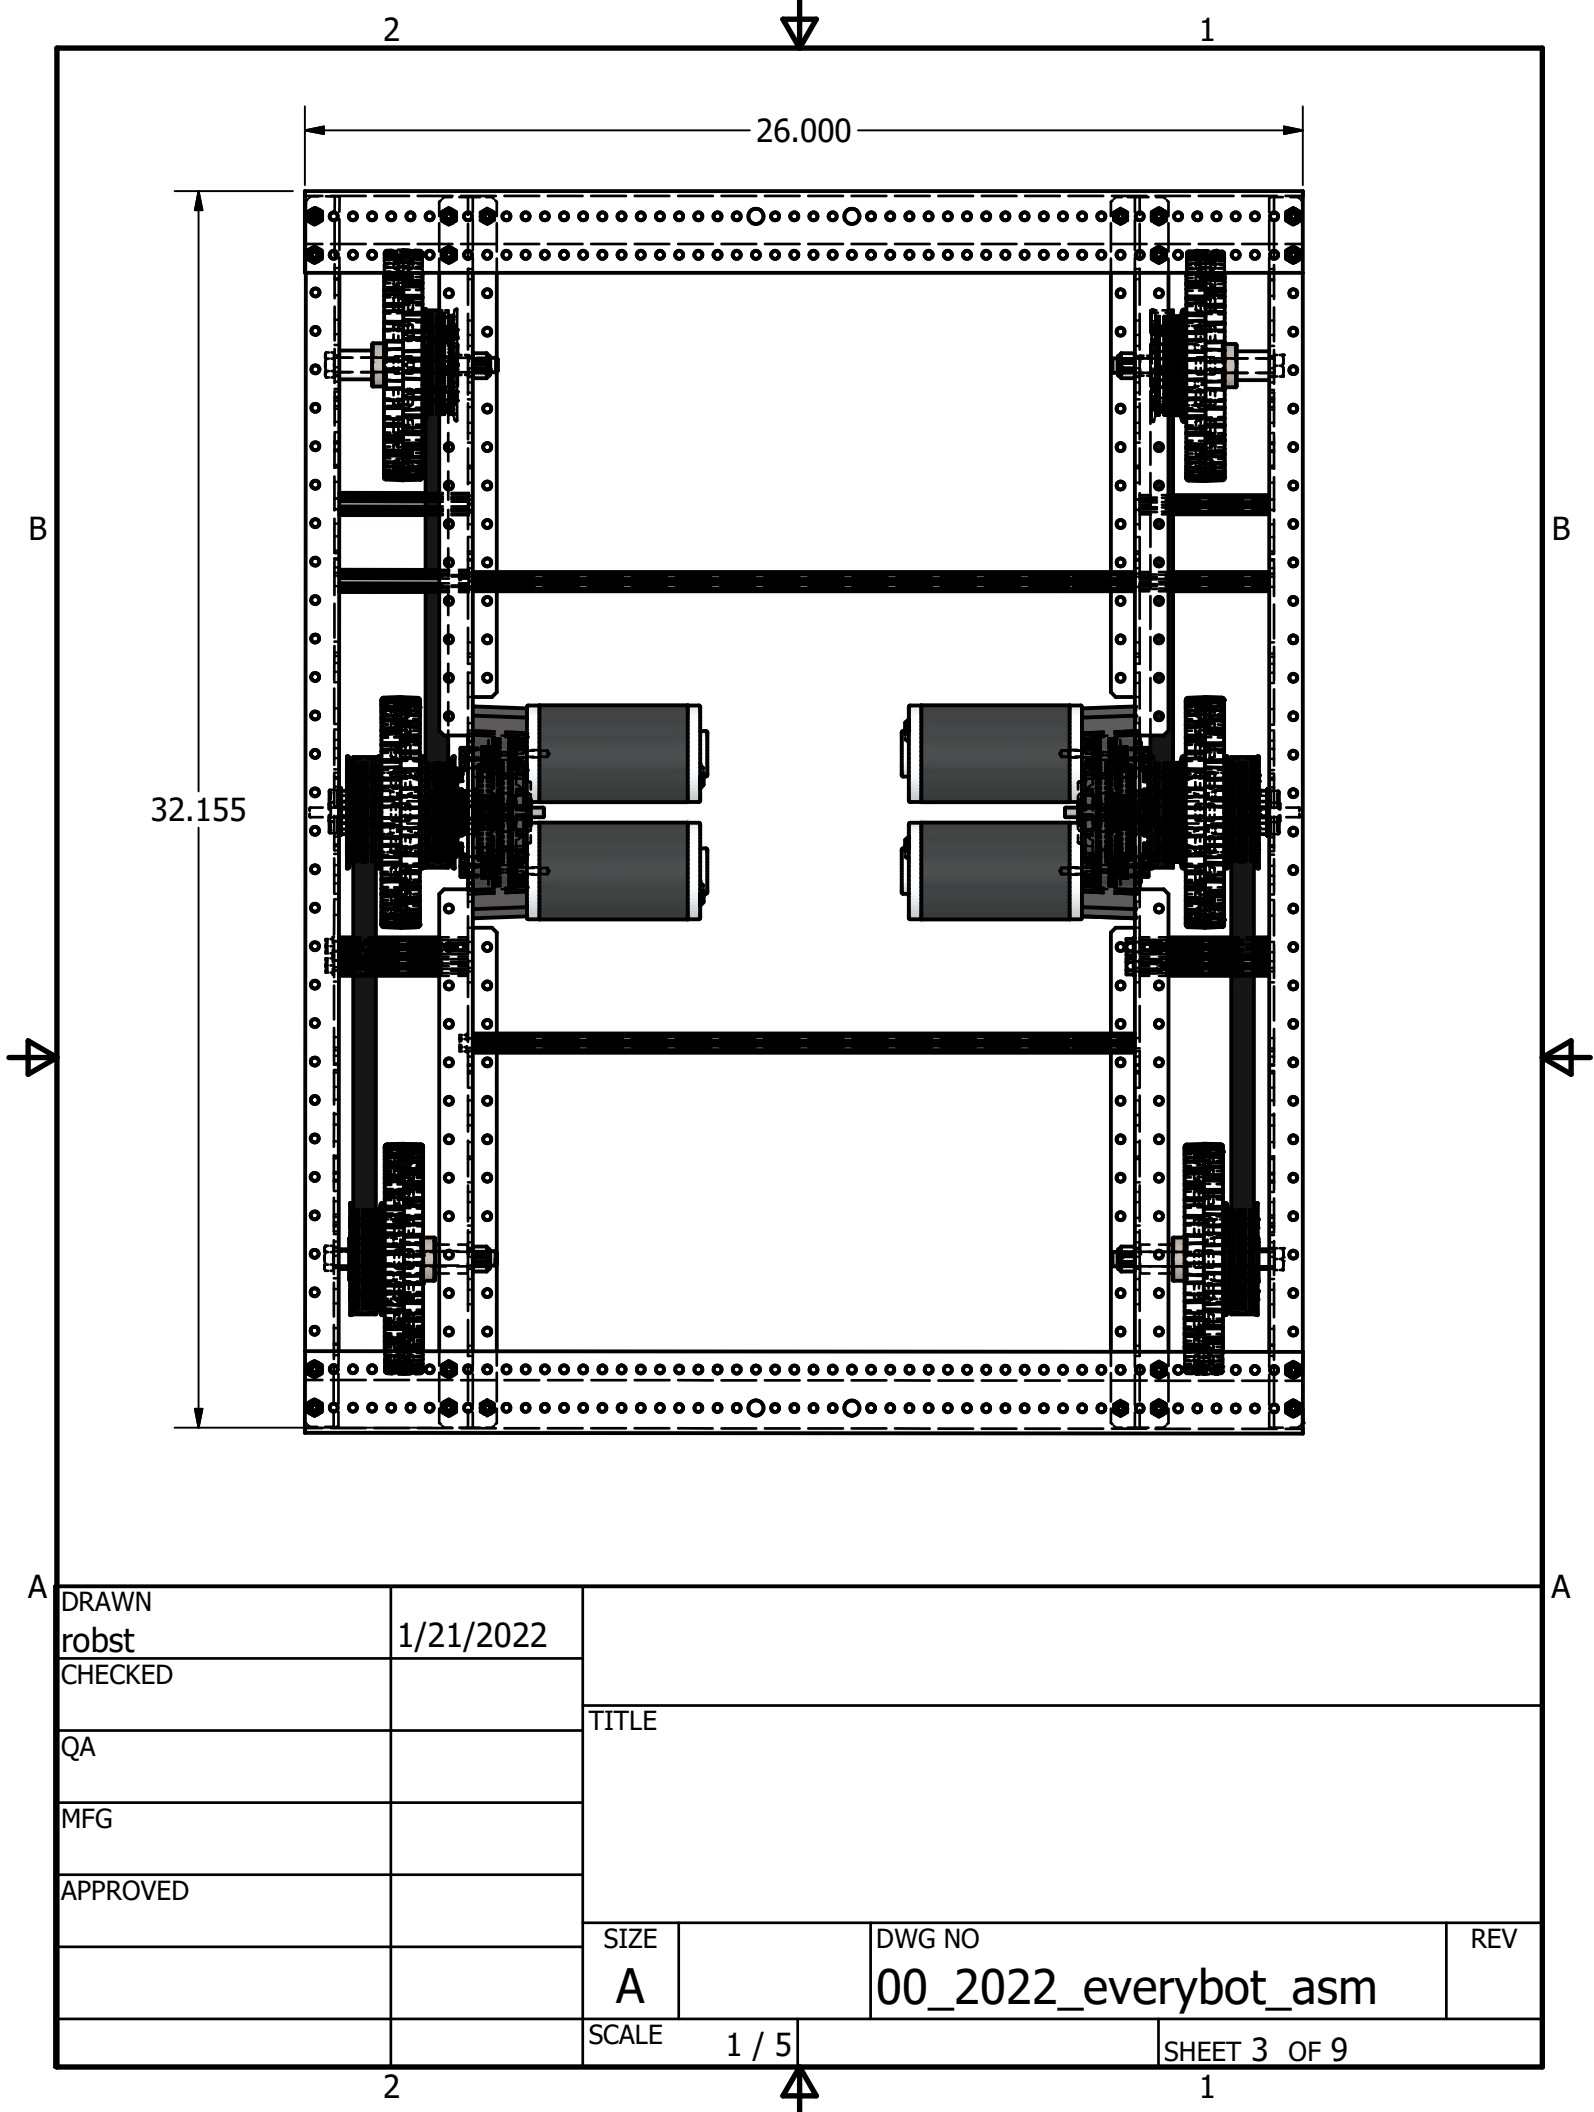 2 1
26.000
32.155
B B
A A
DRAWN
robst 1/21/2022
CHECKED
TITLE
QA
MFG
APPROVED
SIZE DWG NO REV
A 00_2022_everybot_asm
SCALE 1 / 5 SHEET 3 OF 9
2 1